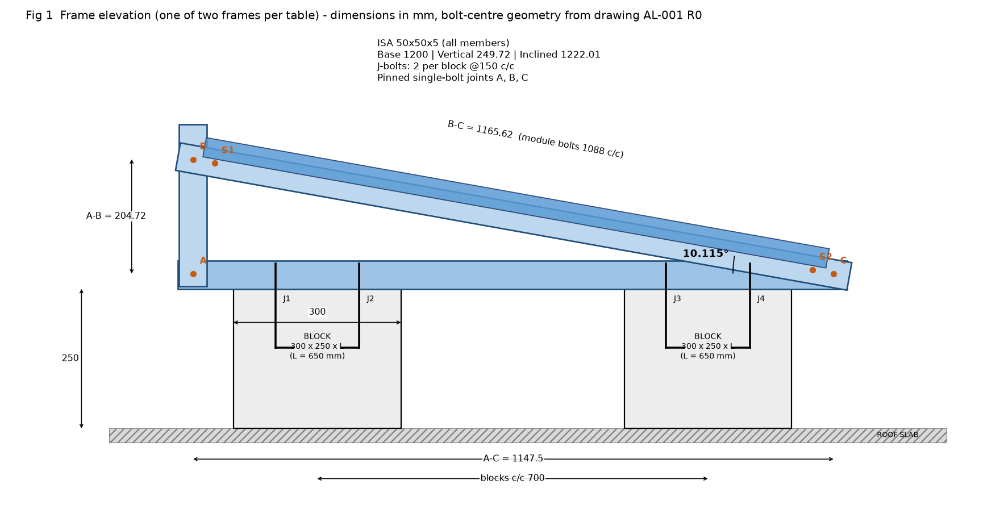 Fig 1  Frame elevation (one of two frames per table) - dimensions in mm, bolt-centre geometry from drawing AL-001 R0
ISA 50x50x5 (all members)
Base 1200 | Vertical 249.72 | Inclined 1222.01
J-bolts: 2 per block @150 c/c
Pinned single-bolt joints A, B, C
B-C = 1165.62  (module bolts 1088 c/c)
B
S1
A-B = 204.72
10.115°
S2
C
A
J1
J2
J3
J4
300
BLOCK
300 x 250 x L
(L = 650 mm)
BLOCK
300 x 250 x L
(L = 650 mm)
250
ROOF SLAB
A-C = 1147.5
blocks c/c 700